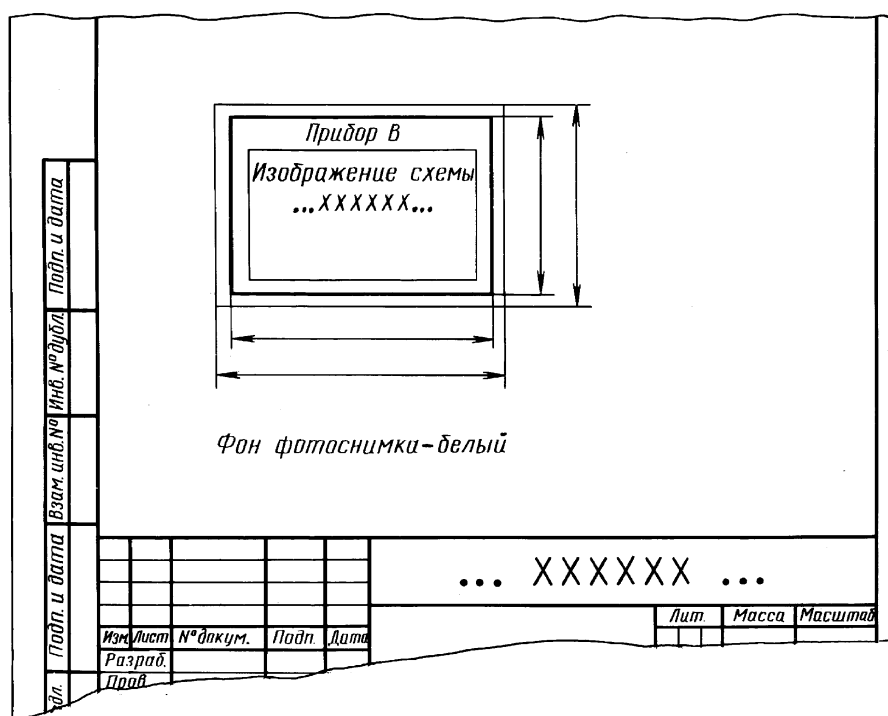 Прибор В
Изображение схемы
...XXXXXX...
Фон фотоснимка-белый
Подп. и дата
Инв. № дубл.
Взам. инв. №
Подп. и дата
... XXXXXX ...
Лит. Масса Масштаб
Изм. Лист № докум. Подп. Дата
Разраб.
Пров